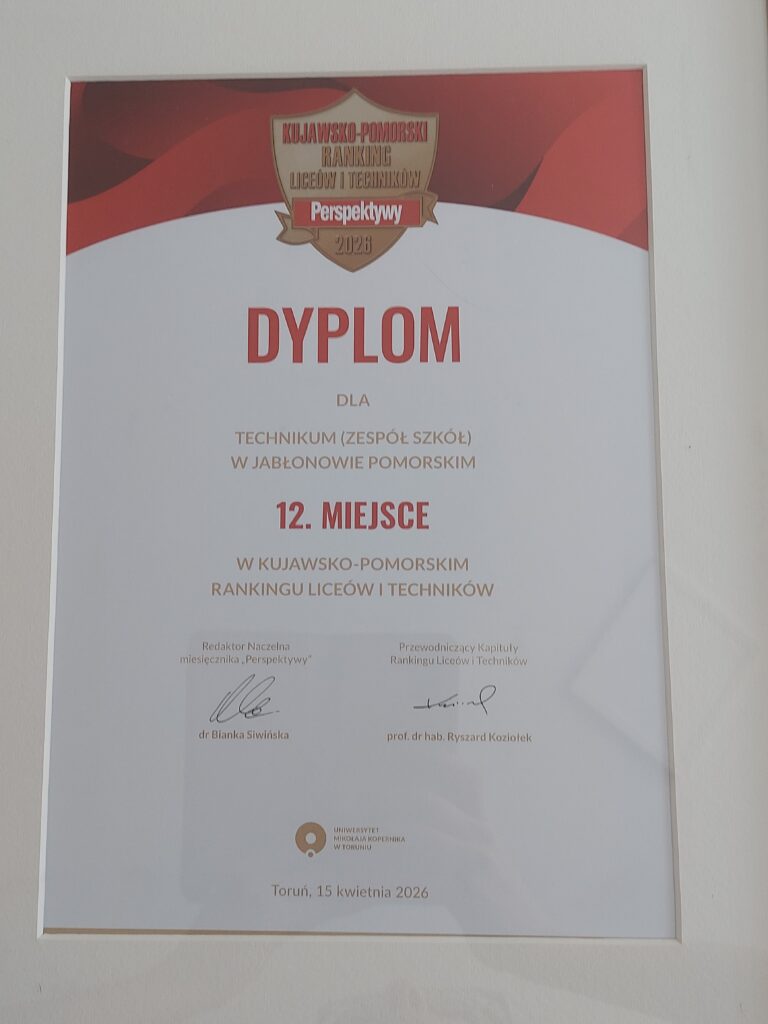 KUJAWSKO-POMORSKI
RANKING
LICEÓW I TECHNIKÓW
Perspektywy
2026
DYPLOM
DLA
TECHNIKUM (ZESPÓŁ SZKÓŁ)
W JABŁONOWIE POMORSKIM
12. MIEJSCE
W KUJAWSKO-POMORSKIM
RANKINGU LICEÓW I TECHNIKÓW
Redaktor Naczelna
miesięcznika „Perspektywy”
dr Bianka Siwińska
Przewodniczący Kapituły
Rankingu Liceów i Techników
prof. dr hab. Ryszard Koziołek
UNIWERSYTET
MIKOŁAJA KOPERNIKA
W TORUNIU
Toruń, 15 kwietnia 2026